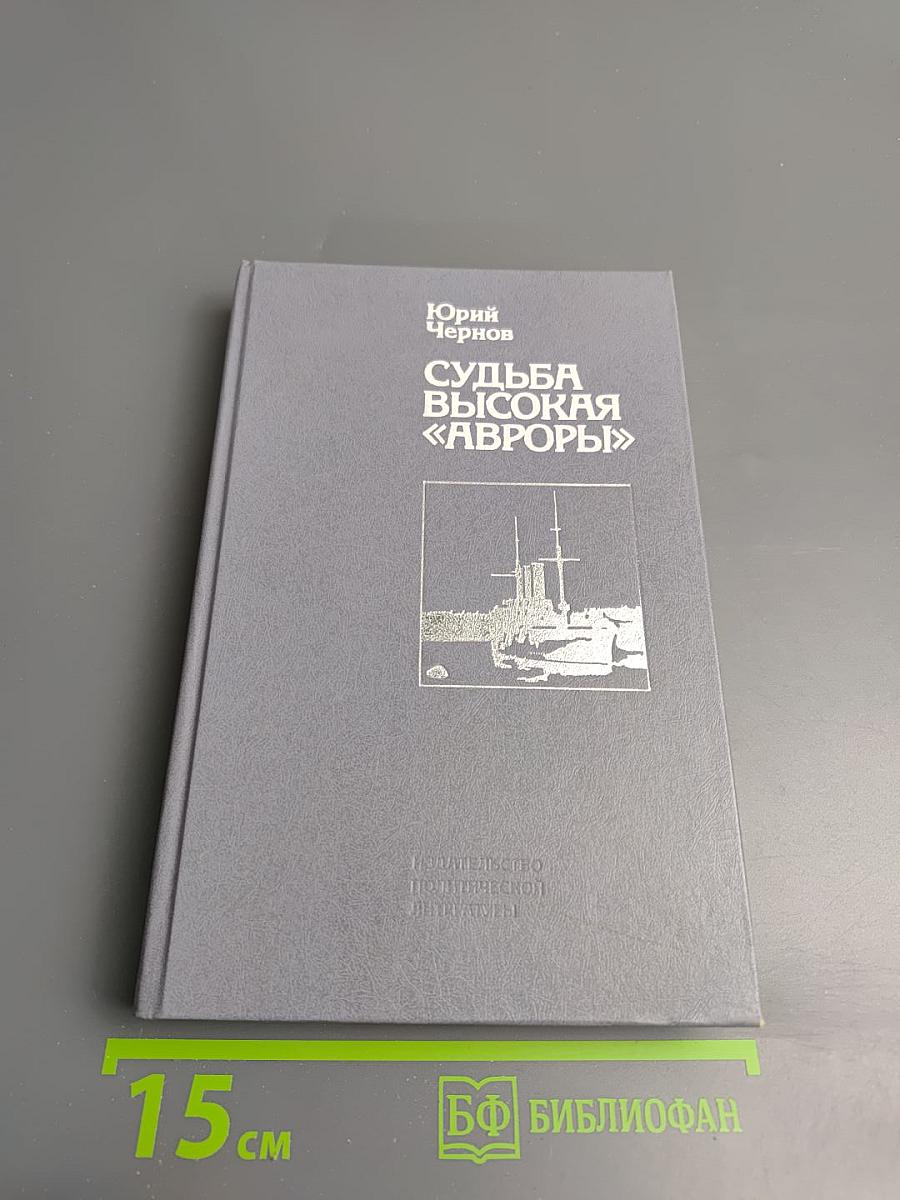 Юрий
Чернов
СУДЬБА
ВЫСОКАЯ
«АВРОРЫ»
ИЗДАТЕЛЬСТВО
ПОЛИТИЧЕСКОЙ
ЛИТЕРАТУРЫ
15 см
БФ БИБЛИОФАН